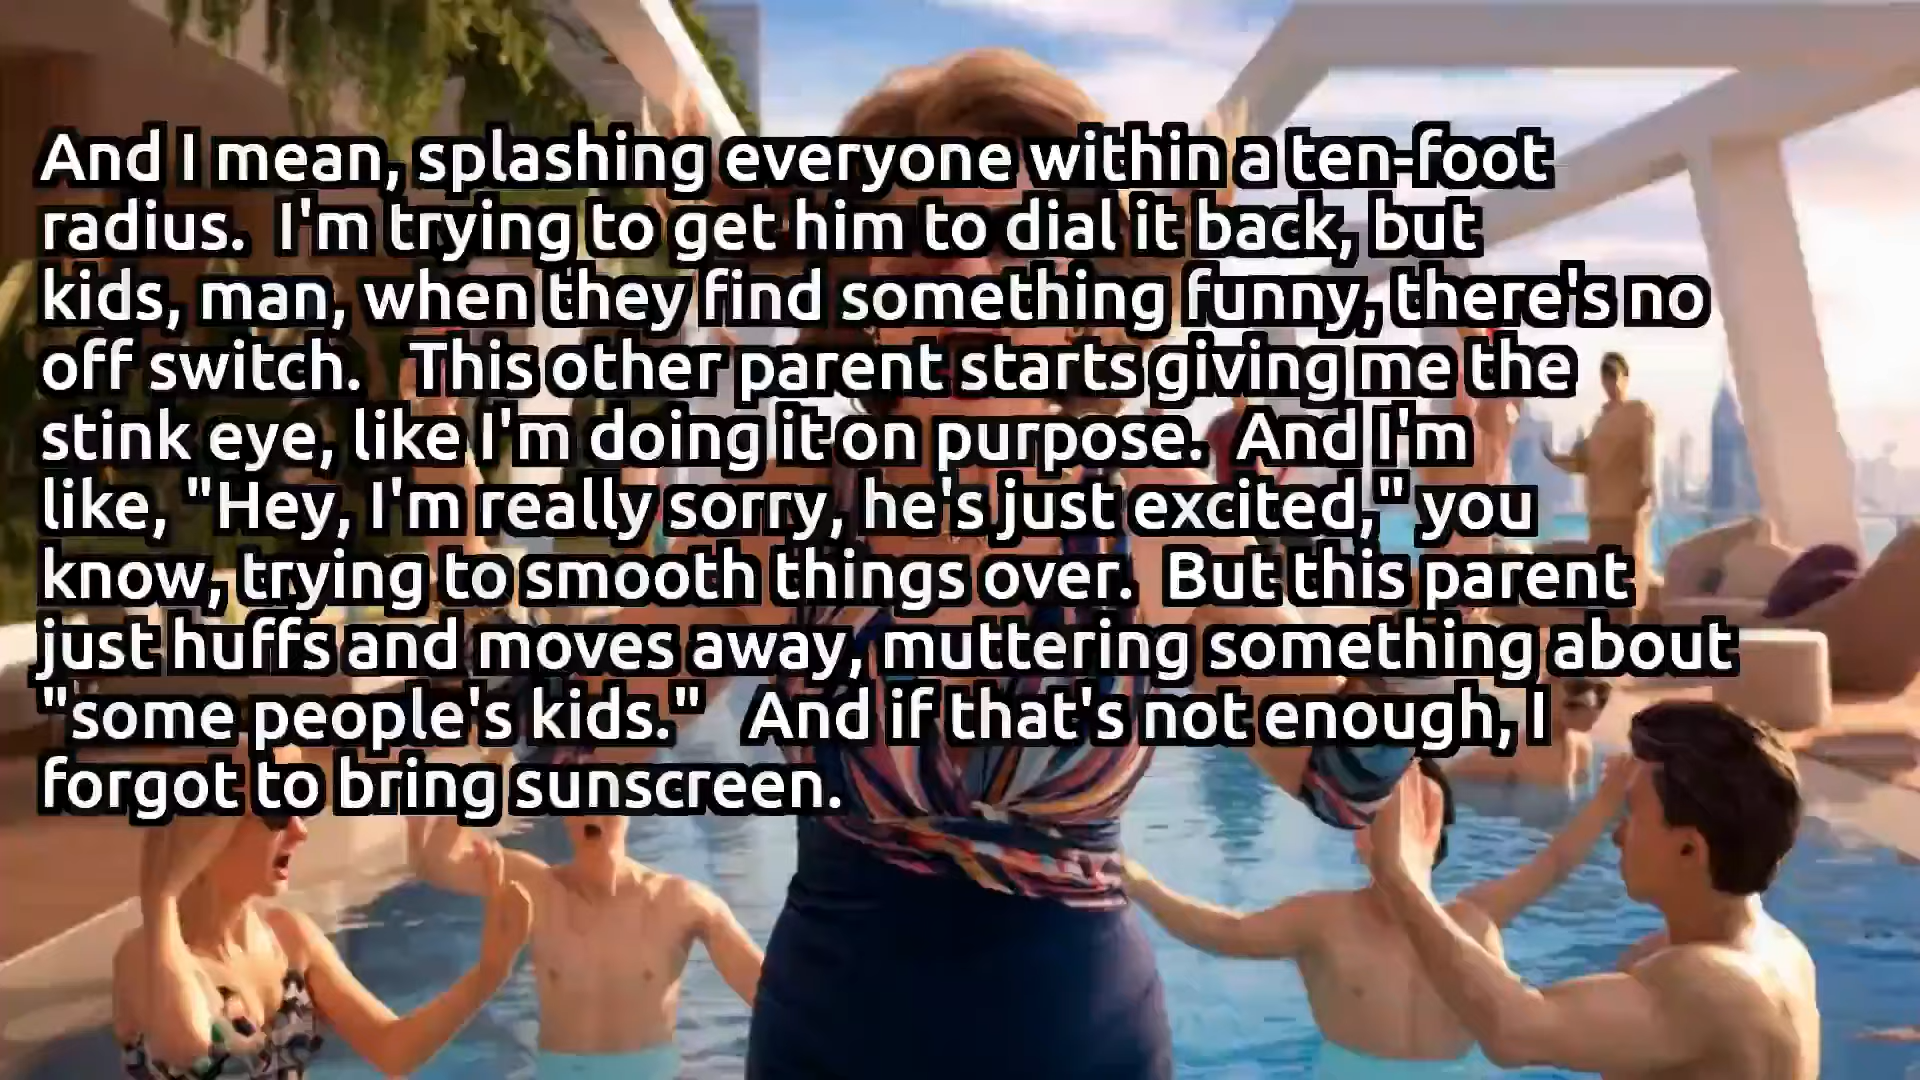 And I mean, splashing everyone within a ten-foot
radius.  I'm trying to get him to dial it back, but
kids, man, when they find something funny, there's no
off switch.   This other parent starts giving me the
stink eye, like I'm doing it on purpose.  And I'm
like, "Hey, I'm really sorry, he's just excited," you
know, trying to smooth things over.  But this parent
just huffs and moves away, muttering something about
"some people's kids."   And if that's not enough, I
forgot to bring sunscreen.